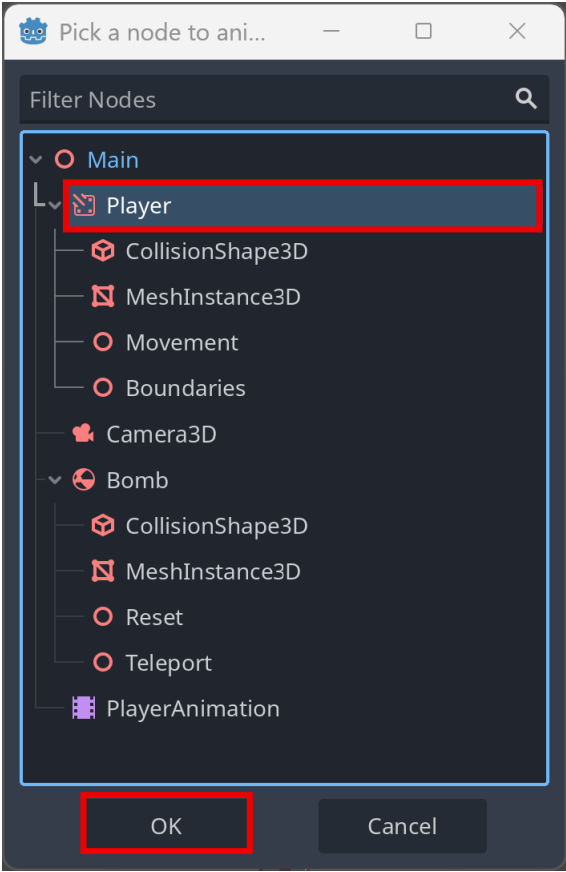 Pick a node to ani...
Filter Nodes
Main
Player
CollisionShape3D
MeshInstance3D
Movement
Boundaries
Camera3D
Bomb
CollisionShape3D
MeshInstance3D
Reset
Teleport
PlayerAnimation
OK Cancel